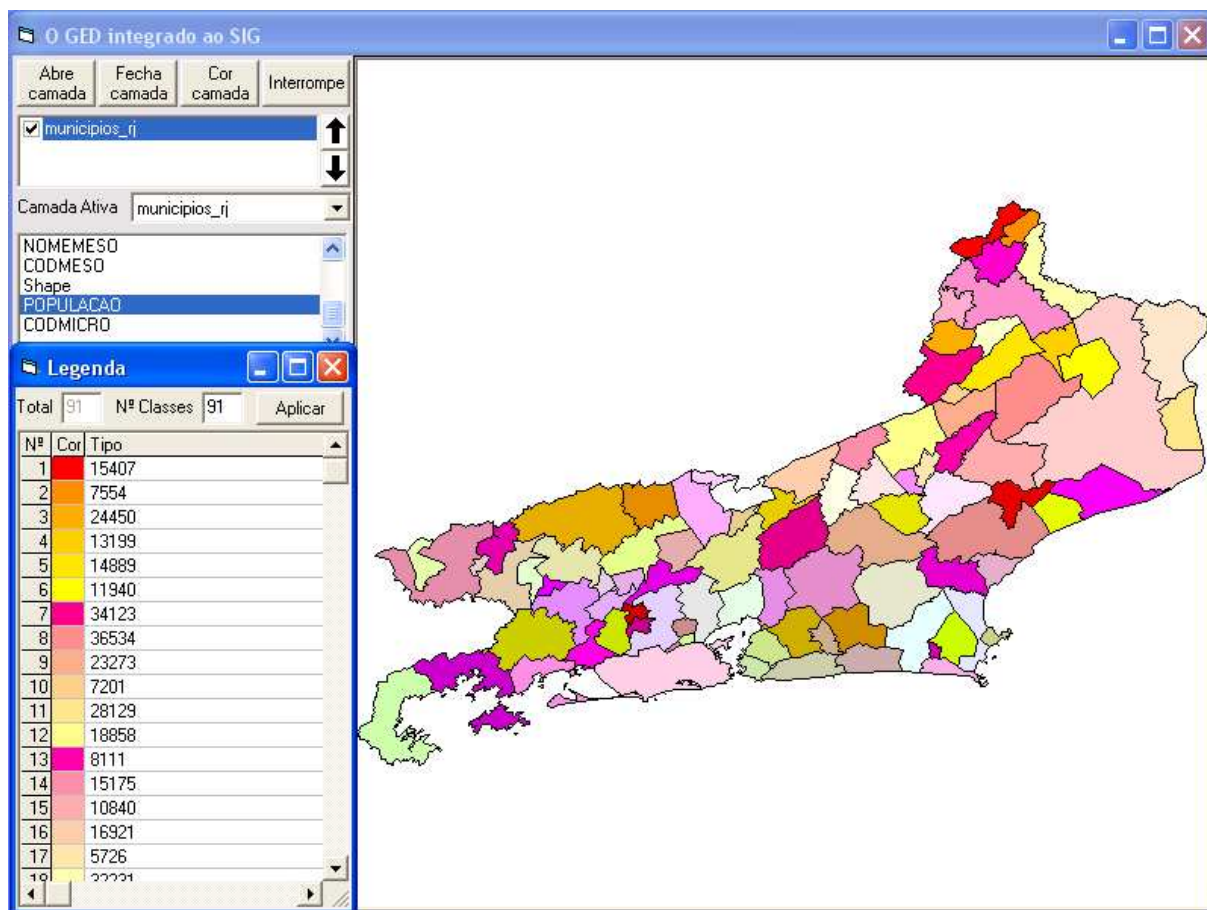 O GED integrado ao SIG
Abre camada Fecha camada Cor camada Interrompe
municipios_rj
Camada Ativa municipios_rj
NOMEMESO
CODMESO
Shape
POPULACAO
CODMICRO
Legenda
Total 91 Nº Classes 91 Aplicar
Nº Cor Tipo
1 15407
2 7554
3 24450
4 13199
5 14889
6 11940
7 34123
8 36534
9 23273
10 7201
11 28129
12 18858
13 8111
14 15175
15 10840
16 16921
17 5726